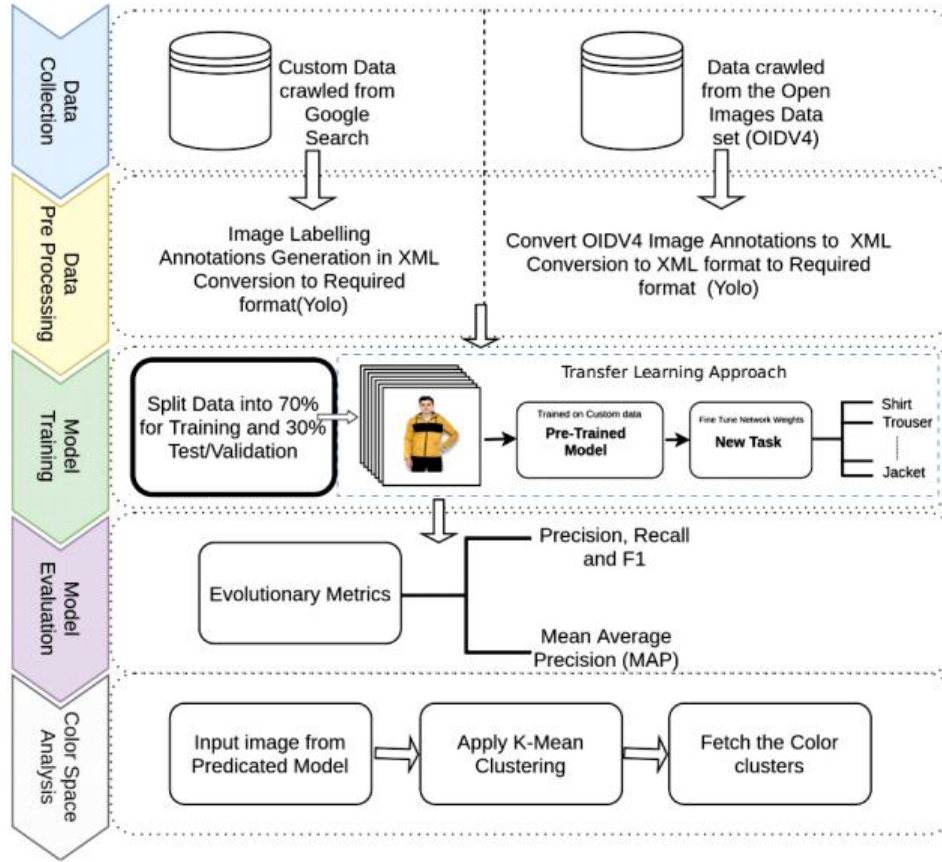 Data
Collection
Custom Data
crawled from
Google
Search
Data crawled
from the Open
Images Data
set (OIDV4)
Data
Pre Processing
Image Labelling
Annotations Generation in XML
Conversion to Required
format(Yolo)
Convert OIDV4 Image Annotations to XML
Conversion to XML format to Required
format (Yolo)
Model
Training
Split Data into 70%
for Training and 30%
Test/Validation
Transfer Learning Approach
Trained on Custom data
Pre-Trained
Model
Fine Tune Network Weights
New Task
Shirt
Trouser
Jacket
Model
Evaluation
Evolutionary Metrics
Precision, Recall
and F1
Mean Average
Precision (MAP)
Color Space
Analysis
Input image from
Predicated Model
Apply K-Mean
Clustering
Fetch the Color
clusters